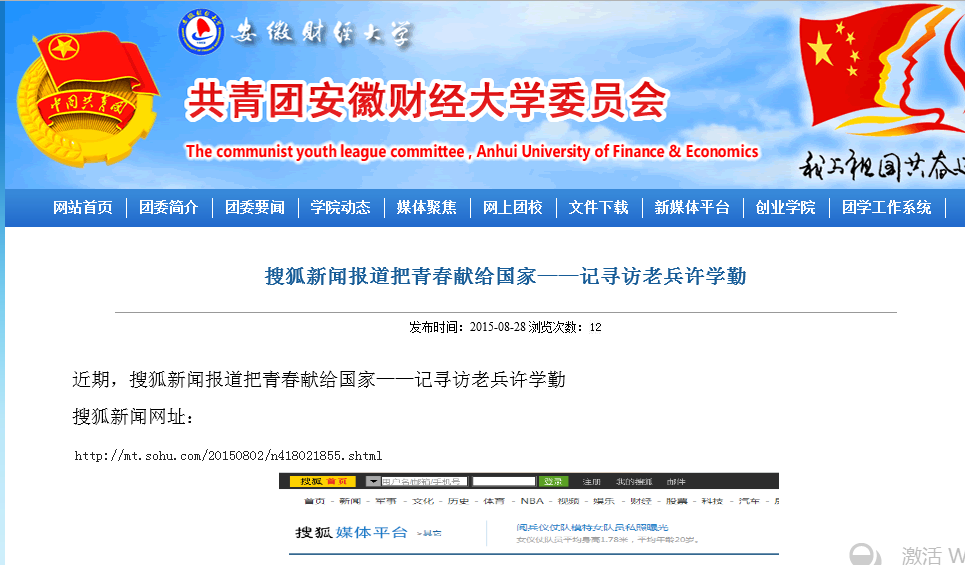 安徽财经大学
共青团安徽财经大学委员会
The communist youth league committee , Anhui University of Finance & Economics
中国共青团
我与祖国共奋进
网站首页 团委简介 团委要闻 学院动态 媒体聚焦 网上团校 文件下载 新媒体平台 创业学院 团学工作系统
搜狐新闻报道把青春献给国家——记寻访老兵许学勤
发布时间：2015-08-28 浏览次数：12
近期，搜狐新闻报道把青春献给国家——记寻访老兵许学勤
搜狐新闻网址：
http://mt.sohu.com/20150802/n418021855.shtml
搜狐 首页 用户名/邮箱/手机号 登录 注册 我的搜狐 邮件
首页 - 新闻 - 军事 - 文化 - 历史 - 体育 - NBA - 视频 - 娱乐 - 财经 - 股票 - 科技 - 汽车 -
搜狐 媒体平台 >其它
阅兵仪仗队模特女队员私照曝光
女仪仗队员平均身高1.78米，平均年龄20岁。
激活 W